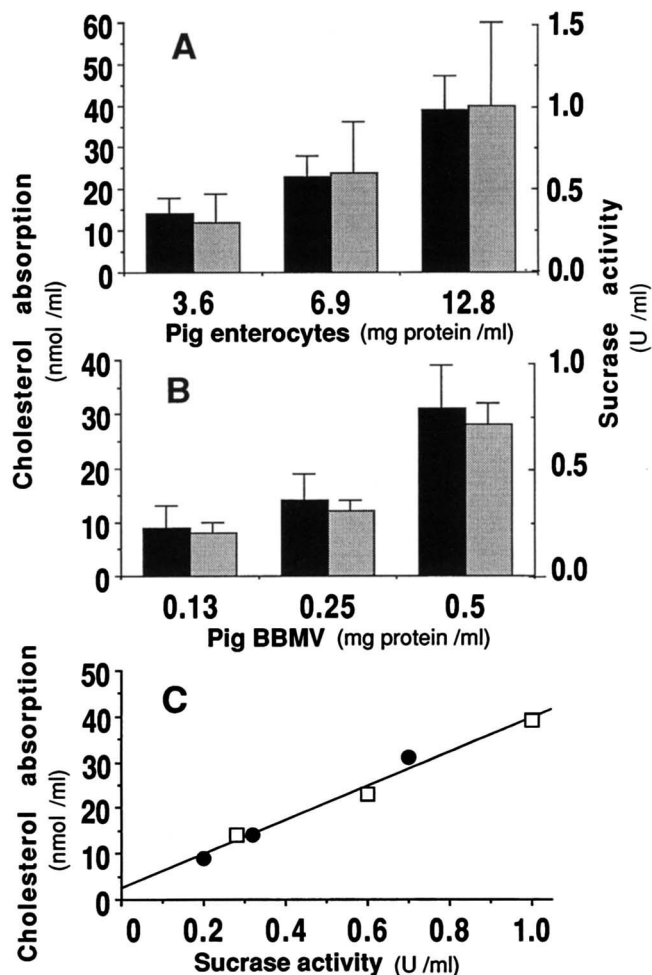 A
Cholesterol absorption
(nmol /ml)
60
50
40
30
20
10
0
1.5
1.0
0.5
0.0
Sucrase activity
(U /ml)
3.6 6.9 12.8
Pig enterocytes (mg protein /ml)
B
40
30
20
10
0
1.0
0.5
0.0
0.13 0.25 0.5
Pig BBMV (mg protein /ml)
C
Cholesterol absorption
(nmol /ml)
50
40
30
20
10
0
0 0.2 0.4 0.6 0.8 1.0
Sucrase activity (U /ml)